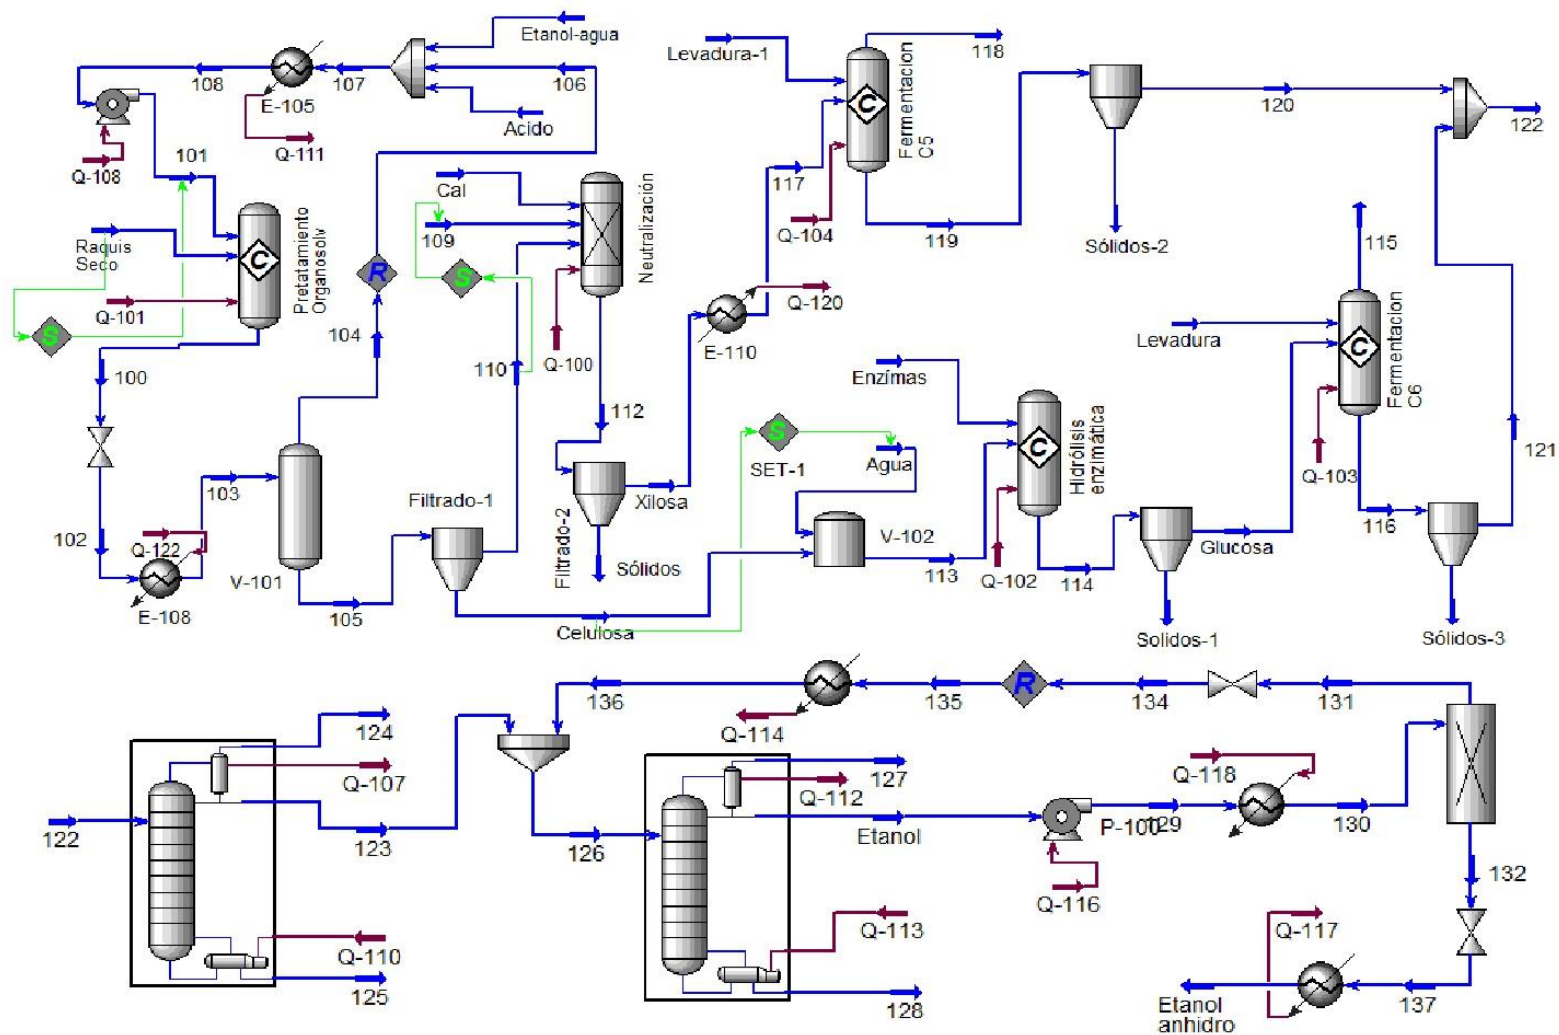 Etanol-agua
108
107
106
E-105
Acido
Q-111
Q-108
101
Raquis
Seco
Q-101
C
Pretatamiento
Organosolv
S
R
104
100
102
103
Q-122
E-108
V-101
105
Filtrado-1
Cal
109
S
110
Q-100
Neutralización
112
Filtrado-2
Sólidos
Xilosa
Celulosa
Levadura-1
118
C
Fermentacion
C5
117
Q-104
119
Q-120
E-110
Sólidos-2
120
122
S
SET-1
Enzímas
Agua
V-102
113
C
Hidrólisis
enzimática
Q-102
114
Glucosa
Solidos-1
Levadura
115
C
Fermentacion
C6
Q-103
116
121
Sólidos-3
122
124
Q-107
123
Q-110
125
136
Q-114
135
R
134
131
126
127
Q-112
Etanol
Q-113
128
P-100
129
Q-116
Q-118
130
132
Q-117
137
Etanol
anhidro